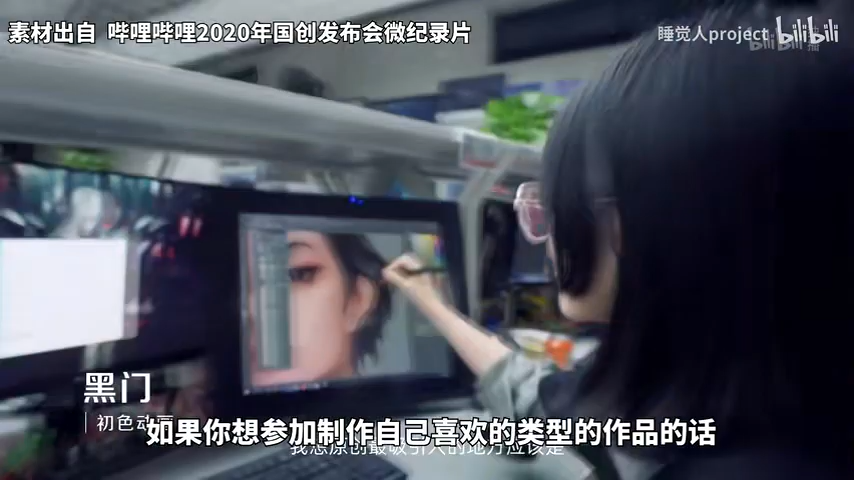 素材出自 哔哩哔哩2020年国创发布会微纪录片
睡觉人project bilibili
黑门
初色动画
如果你想参加制作自己喜欢的类型的作品的话
我想原创最吸引人的地方应该是